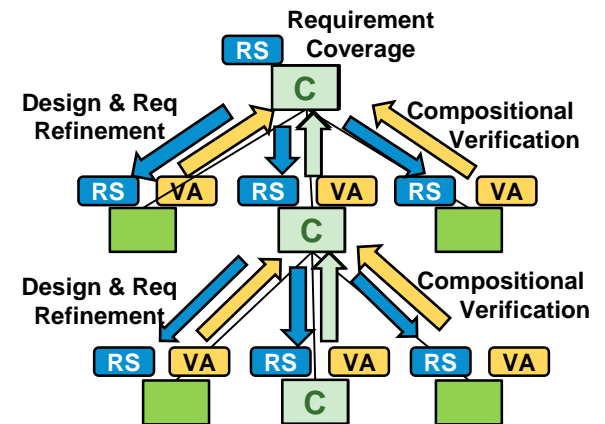 Requirement
Coverage
RS
C
Design & Req
Refinement
Compositional
Verification
RS VA RS VA RS VA
C
Design & Req
Refinement
Compositional
Verification
RS VA RS VA RS VA
C